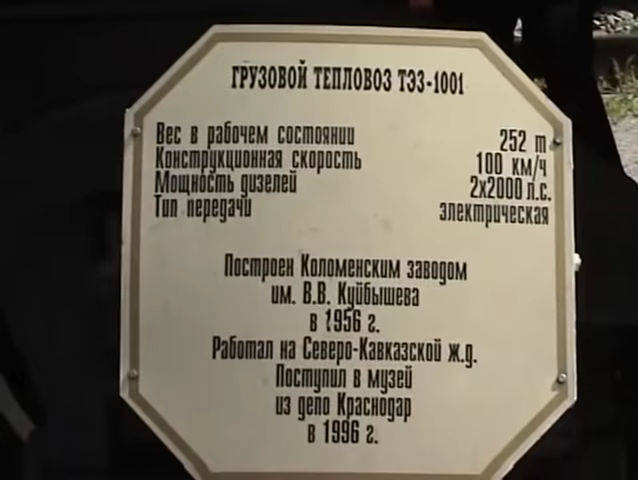 ГРУЗОВОЙ ТЕПЛОВОЗ ТЭ3-1001
Вес в рабочем состоянии 252 т
Конструкционная скорость 100 км/ч
Мощность дизелей 2х2000 л.с.
Тип передачи электрическая
Построен Коломенским заводом
им. В.В. Куйбышева
в 1956 г.
Работал на Северо-Кавказской ж.д.
Поступил в музей
из депо Краснодар
в 1996 г.